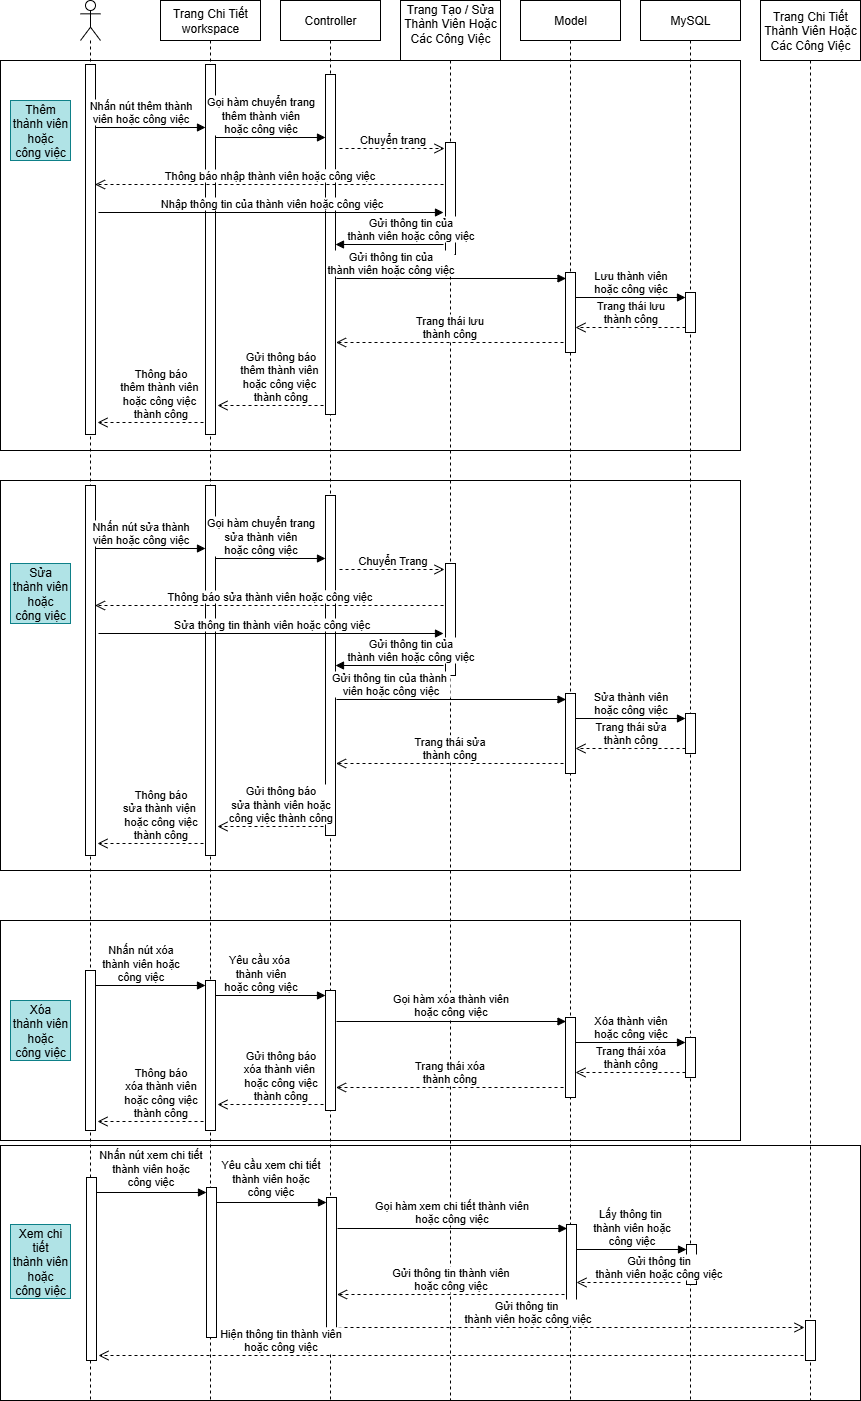 Trang Chi Tiết
workspace
Controller
Trang Tạo / Sửa
Thành Viên Hoặc
Các Công Việc
Model
MySQL
Trang Chi Tiết
Thành Viên Hoặc
Các Công Việc
Thêm
thành viên
hoặc
công việc
Nhấn nút thêm thành
viên hoặc công việc
Gọi hàm chuyển trang
thêm thành viên
hoặc công việc
Chuyển trang
Thông báo nhập thành viên hoặc công việc
Nhập thông tin của thành viên hoặc công việc
Gửi thông tin của
thành viên hoặc công việc
Gửi thông tin của
thành viên hoặc công việc
Lưu thành viên
hoặc công việc
Trang thái lưu
thành công
Trang thái lưu
thành công
Gửi thông báo
thêm thành viên
hoặc công việc
thành công
Thông báo
thêm thành viên
hoặc công việc
thành công
Sửa
thành viên
hoặc
công việc
Nhấn nút sửa thành
viên hoặc công việc
Gọi hàm chuyển trang
sửa thành viên
hoặc công việc
Chuyển Trang
Thông báo sửa thành viên hoặc công việc
Sửa thông tin thành viên hoặc công việc
Gửi thông tin của
thành viên hoặc công việc
Gửi thông tin của thành
viên hoặc công việc
Sửa thành viên
hoặc công việc
Trang thái sửa
thành công
Trang thái sửa
thành công
Gửi thông báo
sửa thành viên hoặc
công việc thành công
Thông báo
sửa thành viên
hoặc công việc
thành công
Xóa
thành viên
hoặc
công việc
Nhấn nút xóa
thành viên hoặc
công việc
Yêu cầu xóa
thành viên
hoặc công việc
Gọi hàm xóa thành viên
hoặc công việc
Xóa thành viên
hoặc công việc
Trang thái xóa
thành công
Trang thái xóa
thành công
Gửi thông báo
xóa thành viên
hoặc công việc
thành công
Thông báo
xóa thành viên
hoặc công việc
thành công
Xem chi
tiết
thành viên
hoặc
công việc
Nhấn nút xem chi tiết
thành viên hoặc
công việc
Yêu cầu xem chi tiết
thành viên hoặc
công việc
Gọi hàm xem chi tiết thành viên
hoặc công việc
Lấy thông tin
thành viên hoặc
công việc
Gửi thông tin
thành viên hoặc công việc
Gửi thông tin thành viên
hoặc công việc
Gửi thông tin
thành viên hoặc công việc
Hiện thông tin thành viên
hoặc công việc